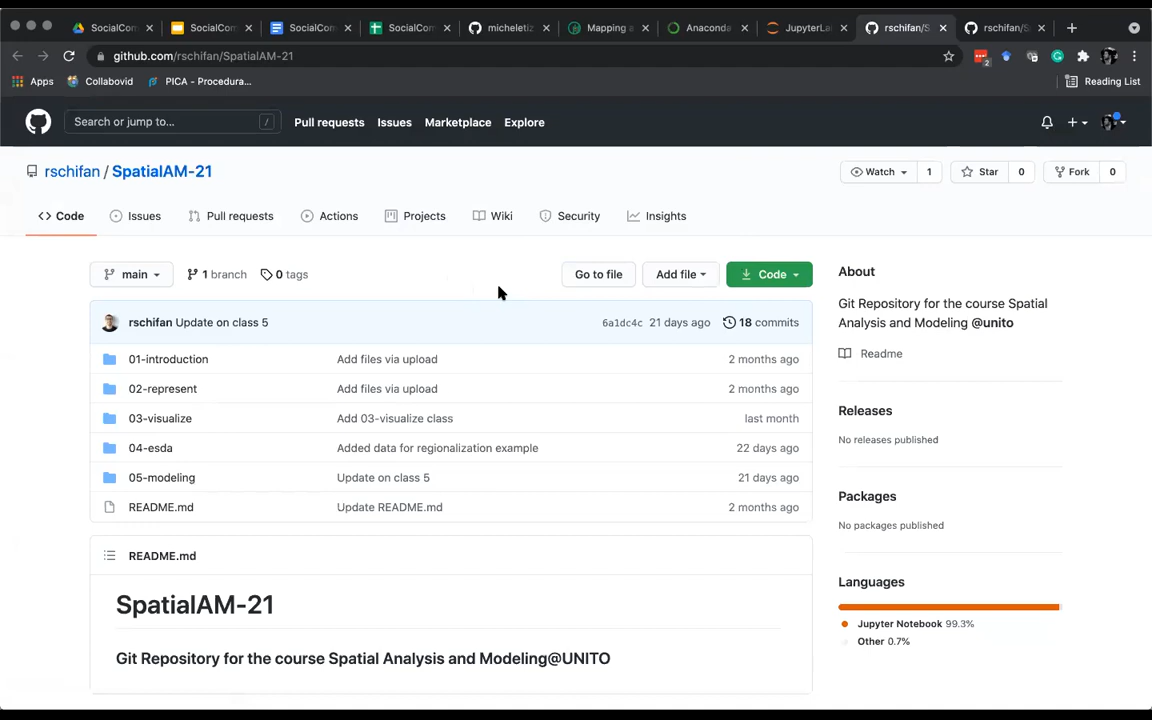 SocialCom
SocialCom
SocialCom
SocialCom
micheletiz
Mapping a
Anaconda
JupyterLa
rschifan/S
rschifan/S
github.com/rschifan/SpatialAM-21
2
Apps
Collabovid
PICA - Procedura...
Reading List
Search or jump to...
/
Pull requests
Issues
Marketplace
Explore
rschifan / SpatialAM-21
Watch
1
Star
0
Fork
0
Code
Issues
Pull requests
Actions
Projects
Wiki
Security
Insights
main
1 branch
0 tags
Go to file
Add file
Code
rschifan Update on class 5
6a1dc4c 21 days ago
18 commits
01-introduction Add files via upload 2 months ago
02-represent Add files via upload 2 months ago
03-visualize Add 03-visualize class last month
04-esda Added data for regionalization example 22 days ago
05-modeling Update on class 5 21 days ago
README.md Update README.md 2 months ago
README.md
SpatialAM-21
Git Repository for the course Spatial Analysis and Modeling@UNITO
About
Git Repository for the course Spatial
Analysis and Modeling @unito
Readme
Releases
No releases published
Packages
No packages published
Languages
Jupyter Notebook 99.3%
Other 0.7%